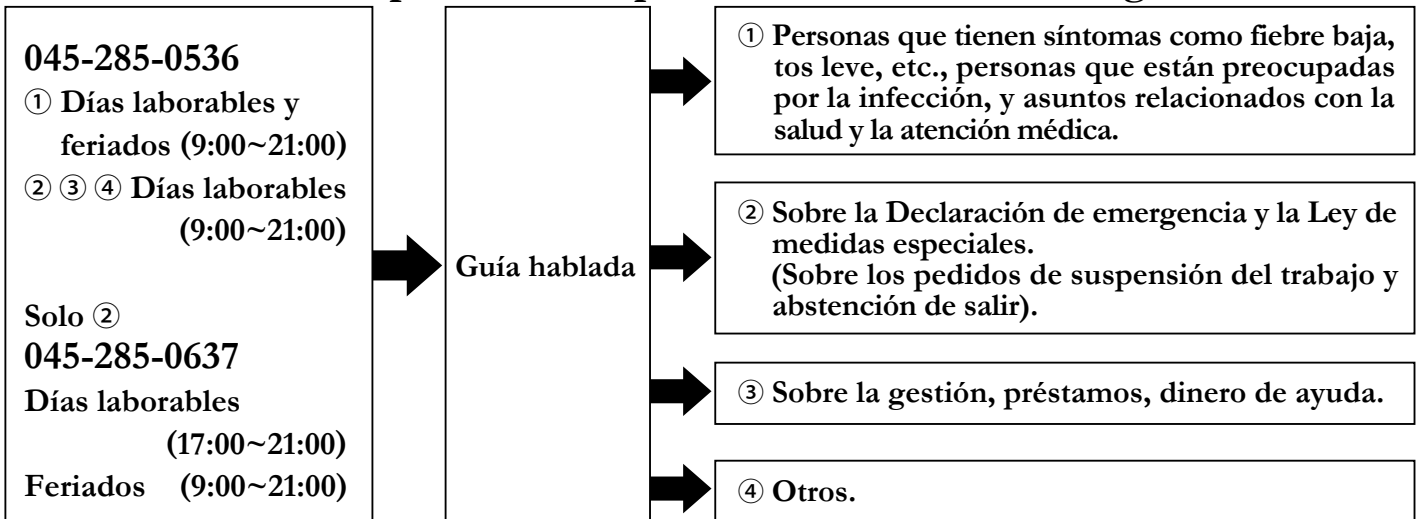 045-285-0536
① Días laborables y
feriados (9:00~21:00)
② ③ ④ Días laborables
(9:00~21:00)
Solo ②
045-285-0637
Días laborables
(17:00~21:00)
Feriados (9:00~21:00)
Guía hablada
① Personas que tienen síntomas como fiebre baja,
tos leve, etc., personas que están preocupadas
por la infección, y asuntos relacionados con la
salud y la atención médica.
② Sobre la Declaración de emergencia y la Ley de
medidas especiales.
(Sobre los pedidos de suspensión del trabajo y
abstención de salir).
③ Sobre la gestión, préstamos, dinero de ayuda.
④ Otros.